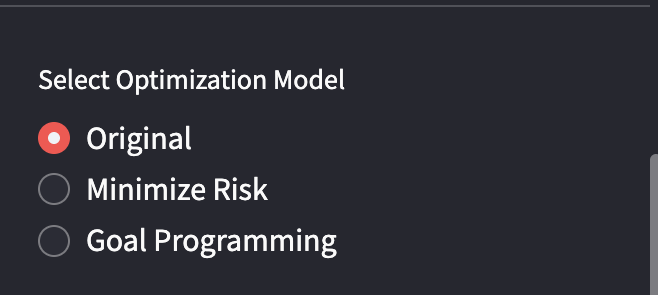 Select Optimization Model
Original
Minimize Risk
Goal Programming